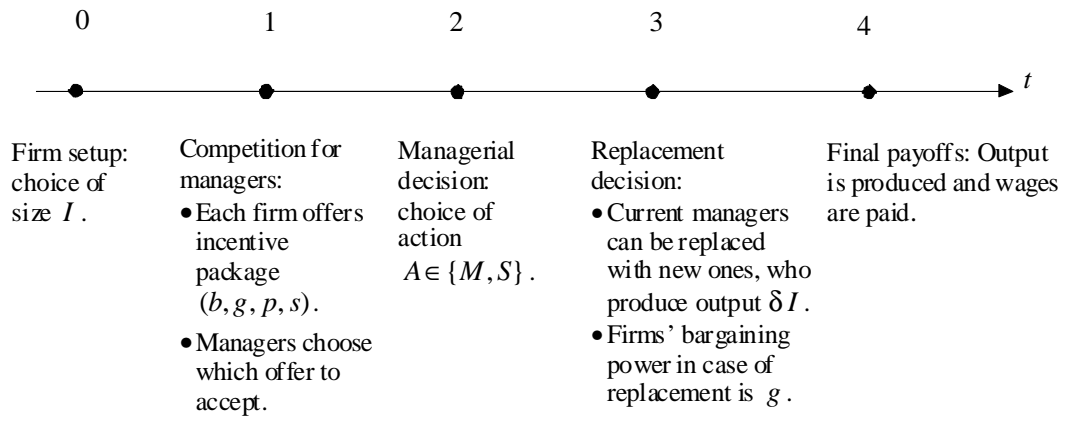 0 1 2 3 4
t
Firm setup:
choice of
size I .
Competition for
managers:
• Each firm offers
incentive
package
(b, g, p, s) .
• Managers choose
which offer to
accept.
Managerial
decision:
choice of
action
A ∈ {M, S} .
Replacement
decision:
• Current managers
can be replaced
with new ones, who
produce output δ I .
• Firms’ bargaining
power in case of
replacement is g .
Final payoffs: Output
is produced and wages
are paid.